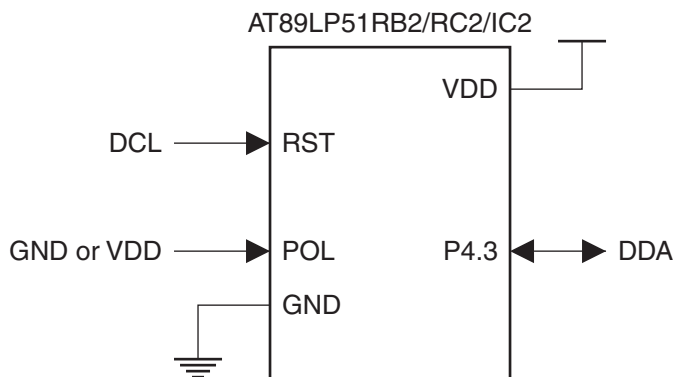 AT89LP51RB2/RC2/IC2
VDD
DCL RST
GND or VDD POL P4.3 DDA
GND